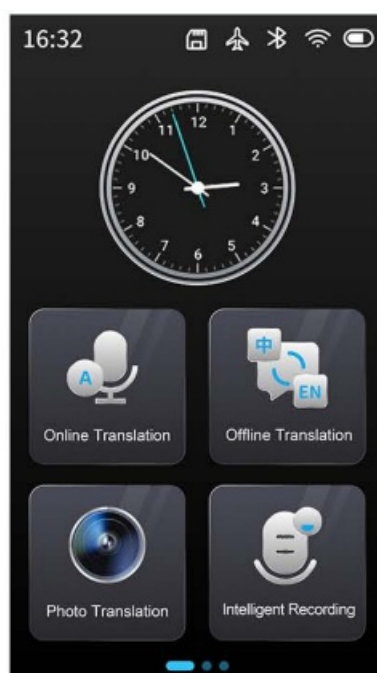 16:32
12
11
1
10
2
9
3
8
4
7
5
6
A
中
EN
Online Translation
Offline Translation
Photo Translation
Intelligent Recording